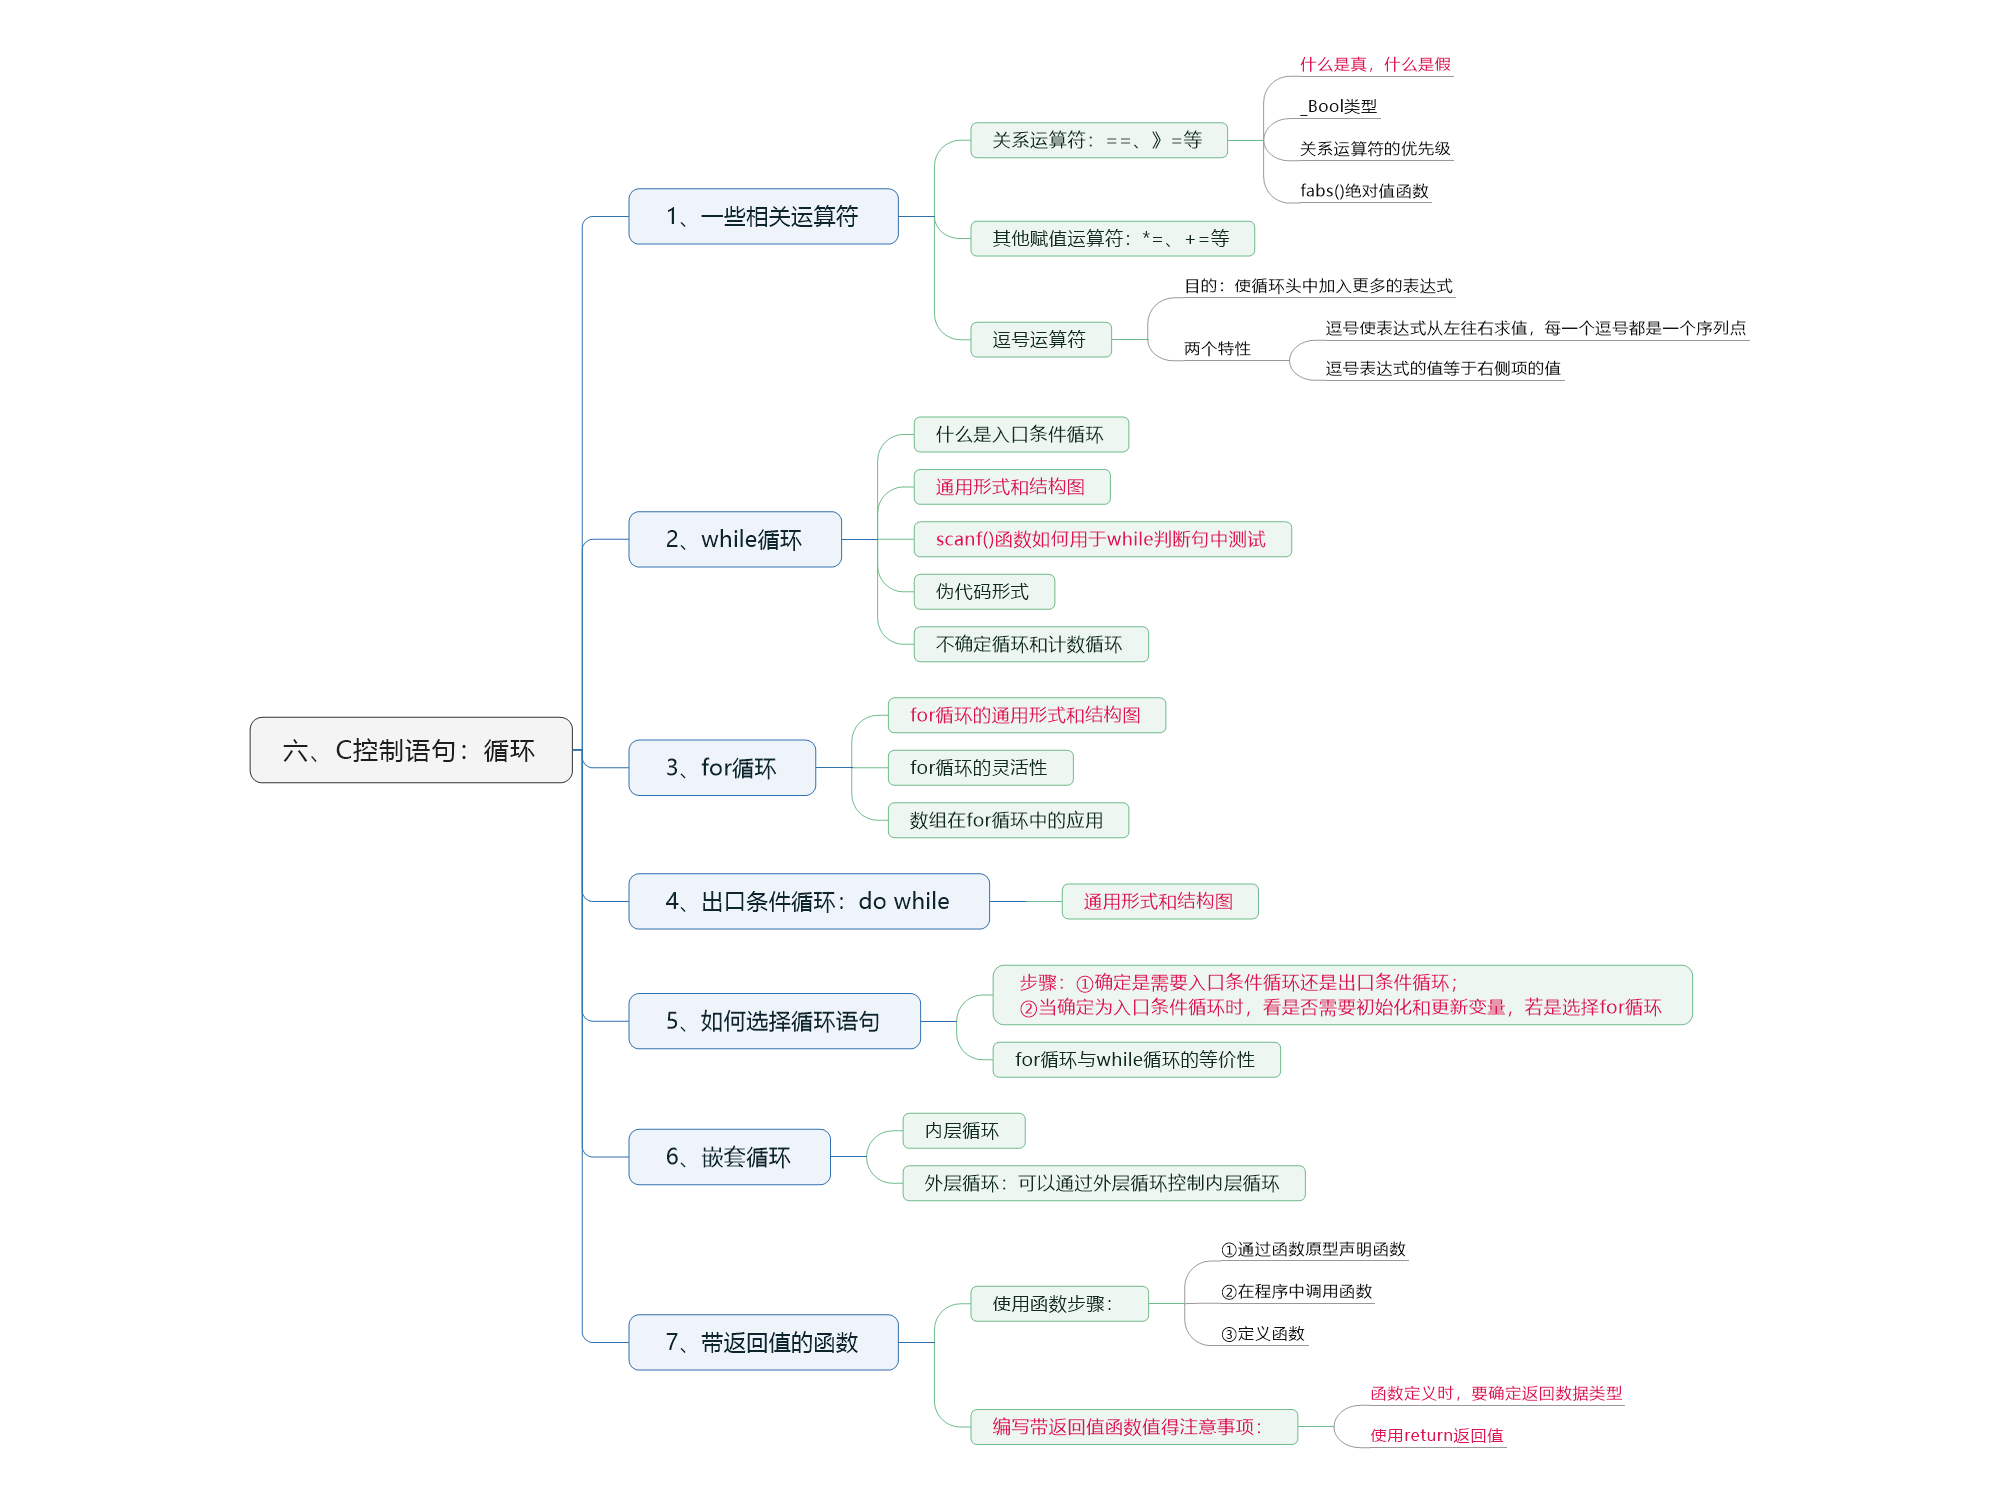 六、C控制语句：循环
1、一些相关运算符
关系运算符：==、》=等
什么是真，什么是假
_Bool类型
关系运算符的优先级
fabs()绝对值函数
其他赋值运算符：*=、+=等
逗号运算符
目的：使循环头中加入更多的表达式
两个特性
逗号使表达式从左往右求值，每一个逗号都是一个序列点
逗号表达式的值等于右侧项的值
2、while循环
什么是入口条件循环
通用形式和结构图
scanf()函数如何用于while判断句中测试
伪代码形式
不确定循环和计数循环
3、for循环
for循环的通用形式和结构图
for循环的灵活性
数组在for循环中的应用
4、出口条件循环：do while
通用形式和结构图
5、如何选择循环语句
步骤：①确定是需要入口条件循环还是出口条件循环；
②当确定为入口条件循环时，看是否需要初始化和更新变量，若是选择for循环
for循环与while循环的等价性
6、嵌套循环
内层循环
外层循环：可以通过外层循环控制内层循环
7、带返回值的函数
使用函数步骤：
①通过函数原型声明函数
②在程序中调用函数
③定义函数
编写带返回值函数值得注意事项：
函数定义时，要确定返回数据类型
使用return返回值